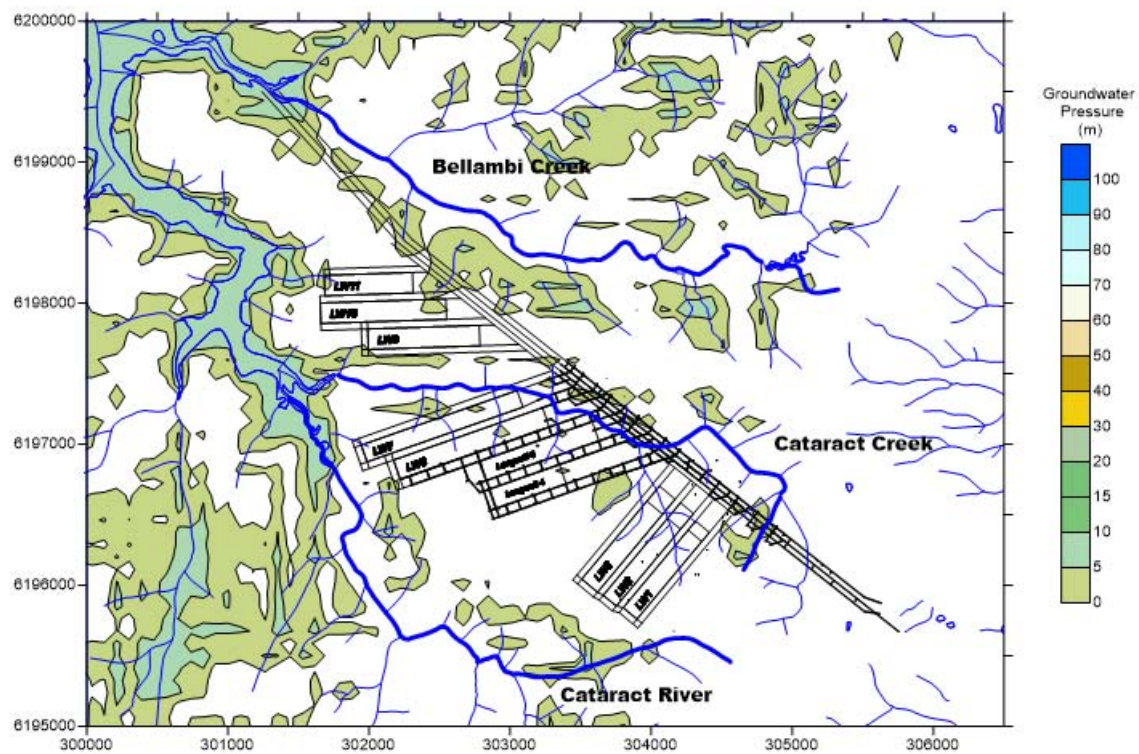 6200000
6199000
6198000
6197000
6196000
6195000
300000 301000 302000 303000 304000 305000 306000
Bellambi Creek
LW11
LW10
LW9
LW7
LW6
Longwall 5
Longwall 4
LW3
LW2
LW1
Cataract Creek
Cataract River
Groundwater
Pressure
(m)
100
90
80
70
60
50
40
30
20
15
10
5
0